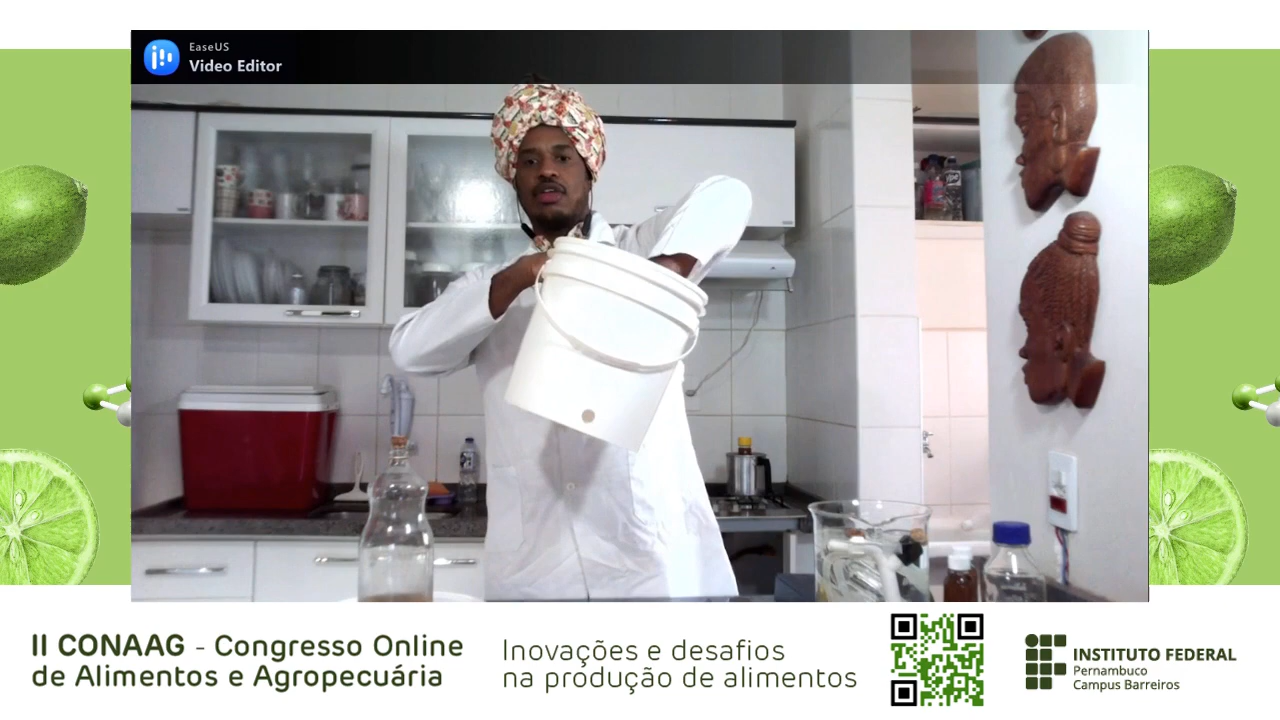 EaseUS
Video Editor
II CONAAG - Congresso Online
de Alimentos e Agropecuária
Inovações e desafios
na produção de alimentos
INSTITUTO FEDERAL
Pernambuco
Campus Barreiros